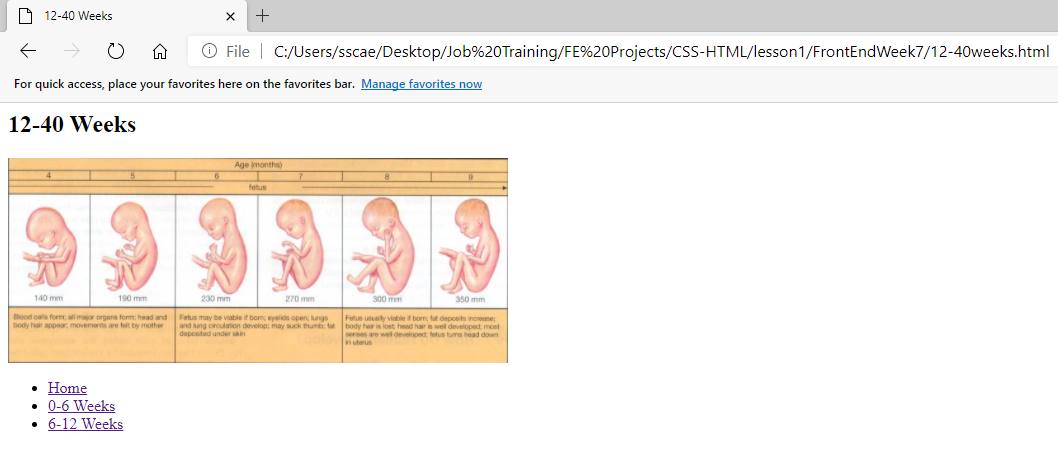 12-40 Weeks
File C:/Users/sscae/Desktop/Job%20Training/FE%20Projects/CSS-HTML/lesson1/FrontEndWeek7/12-40weeks.html
For quick access, place your favorites here on the favorites bar. Manage favorites now
12-40 Weeks
Age (months)
4 5 6 7 8 9
fetus
140 mm 190 mm 230 mm 270 mm 300 mm 350 mm
Blood cells form; all major organs form; head and
body hair appear; movements are felt by mother
Fetus may be viable if born; eyelids open; lungs
and lung circulation develop; may suck thumb; fat
deposited under skin
Fetus usually viable if born; fat deposits increase;
body hair is lost; head hair is well developed; most
senses are well developed; fetus turns head down
in uterus
Home
0-6 Weeks
6-12 Weeks